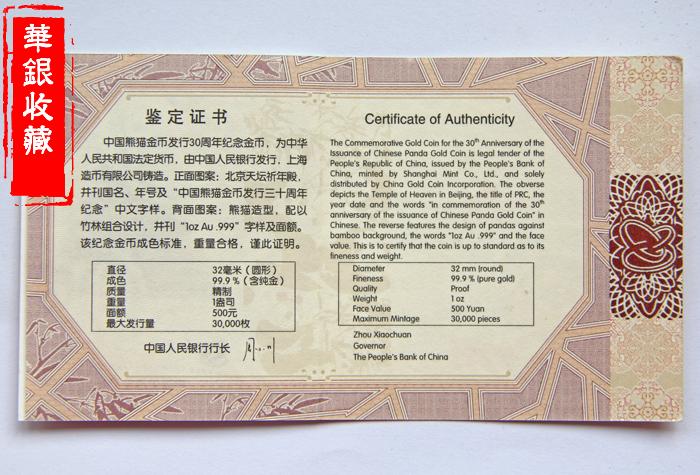 華銀收藏
鉴定证书
中国熊猫金币发行30周年纪念金币，为中华
人民共和国法定货币，由中国人民银行发行，上海
造币有限公司铸造。正面图案：北京天坛祈年殿，
并刊国名、年号及“中国熊猫金币发行三十周年
纪念”中文字样。背面图案：熊猫造型，配以
竹林组合设计，并刊“1oz Au .999”字样及面额。
该纪念金币成色标准，重量合格，谨此证明。
直径 32毫米（圆形）
成色 99.9％（含纯金）
质量 精制
重量 1盎司
面额 500元
最大发行量 30,000枚
中国人民银行行长
Certificate of Authenticity
The Commemorative Gold Coin for the 30th Anniversary of the
Issuance of Chinese Panda Gold Coin is legal tender of the
People's Republic of China, issued by the People's Bank of
China, minted by Shanghai Mint Co., Ltd., and solely
distributed by China Gold Coin Incorporation. The obverse
depicts the Temple of Heaven in Beijing, the title of PRC, the
year date and the words "in commemoration of the 30th
anniversary of the issuance of Chinese Panda Gold Coin" in
Chinese. The reverse features the design of pandas against
bamboo background, the words "1oz Au .999" and the face
value. This is to certify that the coin is up to standard as to its
fineness and weight.
Diameter 32 mm (round)
Fineness 99.9 % (pure gold)
Quality Proof
Weight 1 oz
Face Value 500 Yuan
Maximum Mintage 30,000 pieces
Zhou Xiaochuan
Governor
The People's Bank of China